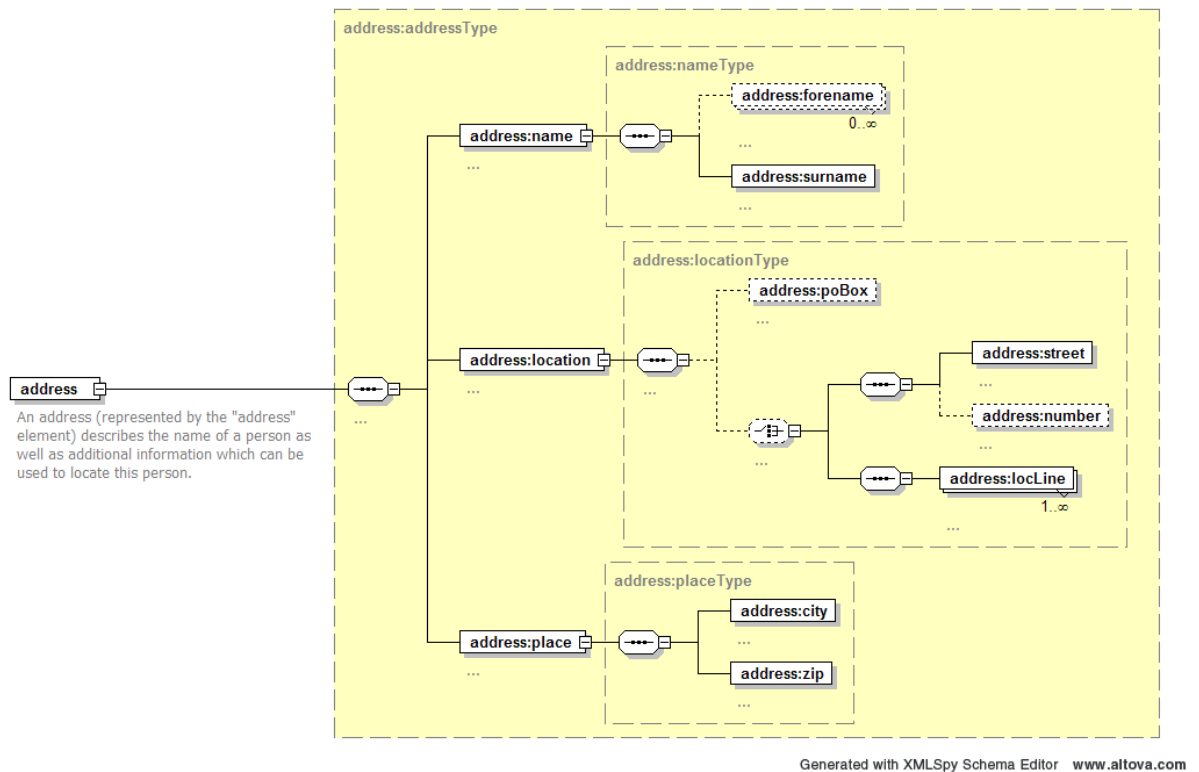 address:addressType
address:nameType
address:forename
0..∞
...
address:name
...
address:surname
...
address:locationType
address:poBox
...
address:location
...
...
address:street
...
address:number
...
...
address:locLine
1..∞
...
address
An address (represented by the "address"
element) describes the name of a person as
well as additional information which can be
used to locate this person.
...
address:placeType
address:city
...
address:place
...
address:zip
...
Generated with XMLSpy Schema Editor www.altova.com